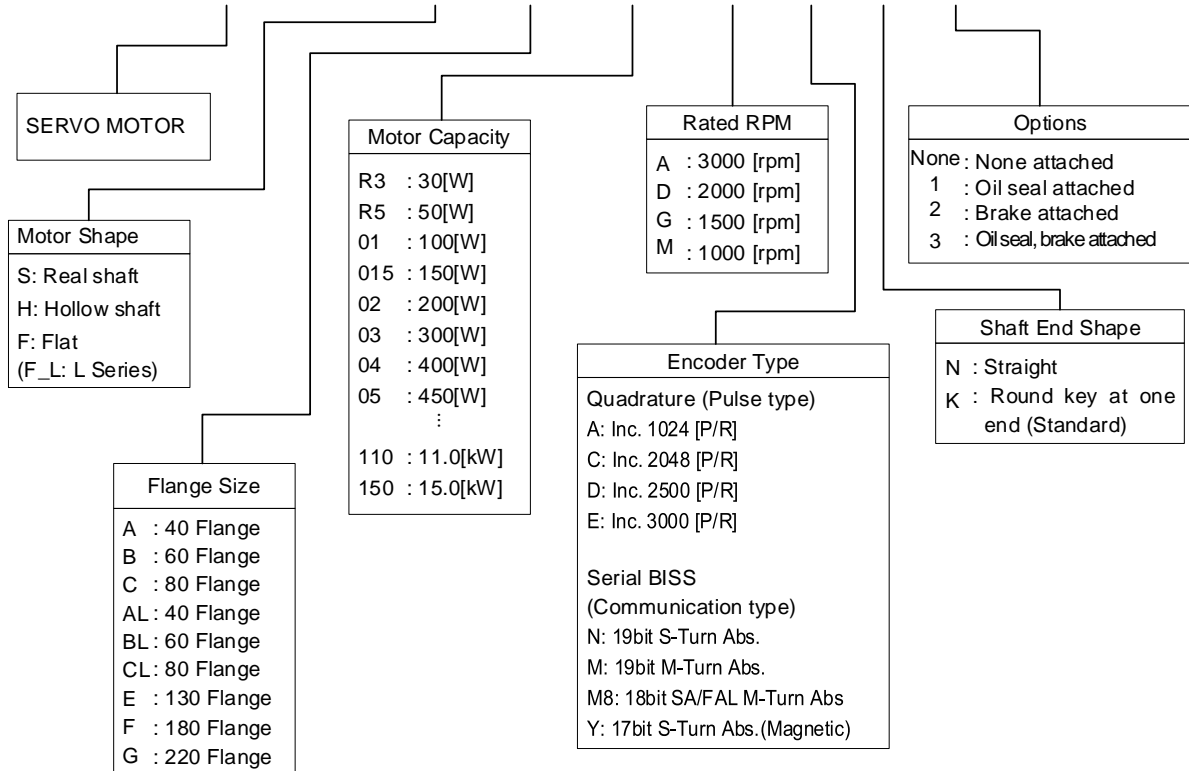 SERVO MOTOR
Motor Shape
S: Real shaft
H: Hollow shaft
F: Flat
(F_L: L Series)
Flange Size
A : 40 Flange
B : 60 Flange
C : 80 Flange
AL : 40 Flange
BL : 60 Flange
CL : 80 Flange
E : 130 Flange
F : 180 Flange
G : 220 Flange
Motor Capacity
R3 : 30[W]
R5 : 50[W]
01 : 100[W]
015 : 150[W]
02 : 200[W]
03 : 300[W]
04 : 400[W]
05 : 450[W]
⋮
110 : 11.0[kW]
150 : 15.0[kW]
Rated RPM
A : 3000 [rpm]
D : 2000 [rpm]
G : 1500 [rpm]
M : 1000 [rpm]
Encoder Type
Quadrature (Pulse type)
A: Inc. 1024 [P/R]
C: Inc. 2048 [P/R]
D: Inc. 2500 [P/R]
E: Inc. 3000 [P/R]
Serial BISS
(Communication type)
N: 19bit S-Turn Abs.
M: 19bit M-Turn Abs.
M8: 18bit SA/FAL M-Turn Abs
Y: 17bit S-Turn Abs.(Magnetic)
Shaft End Shape
N : Straight
K : Round key at one
end (Standard)
Options
None : None attached
1 : Oil seal attached
2 : Brake attached
3 : Oil seal, brake attached